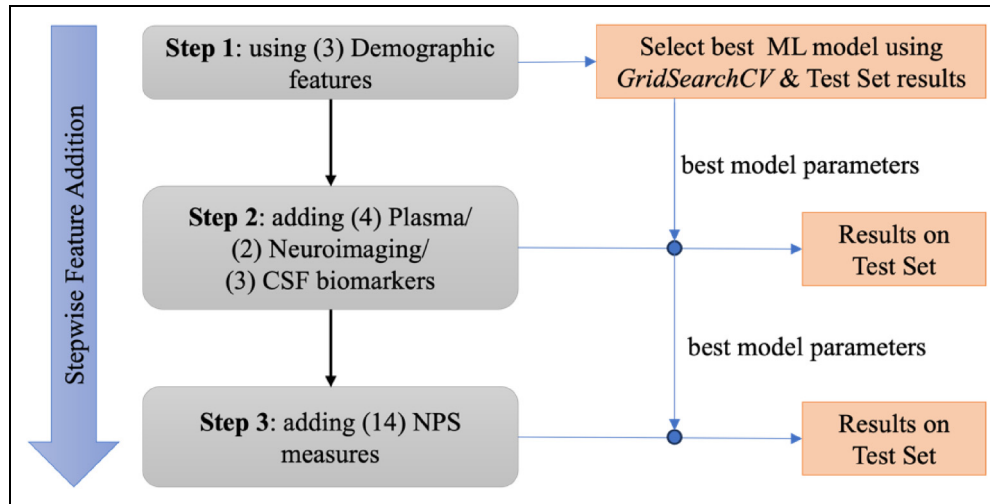 Stepwise Feature Addition
Step 1: using (3) Demographic
features
Select best ML model using
GridSearchCV & Test Set results
best model parameters
Step 2: adding (4) Plasma/
(2) Neuroimaging/
(3) CSF biomarkers
Results on
Test Set
best model parameters
Step 3: adding (14) NPS
measures
Results on
Test Set